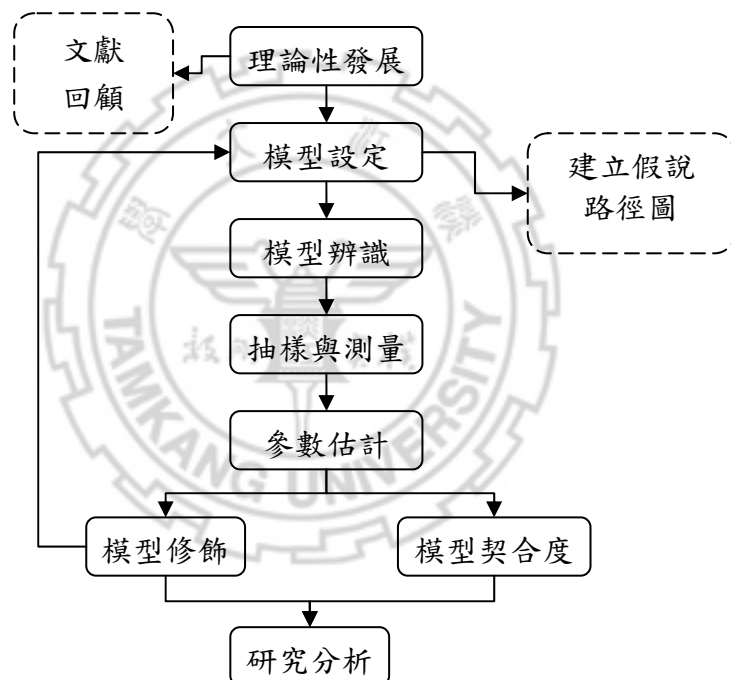 文獻
回顧
理論性發展
模型設定
建立假說
路徑圖
模型辨識
抽樣與測量
參數估計
模型修飾
模型契合度
研究分析
TAMKANG UNIVERSITY